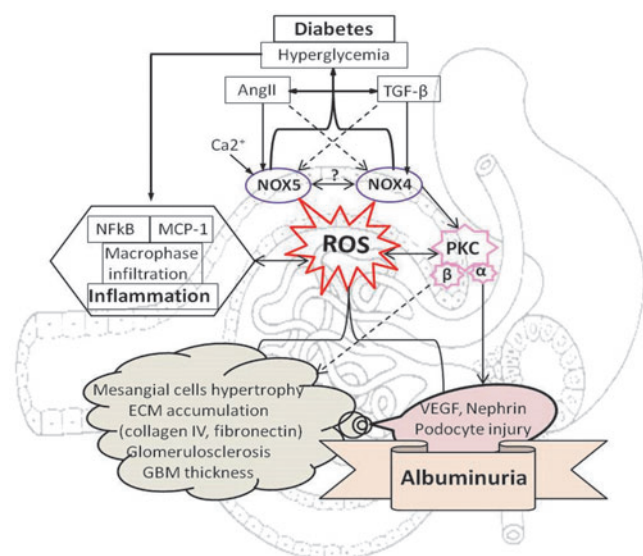 Diabetes
Hyperglycemia
AngII
TGF-β
Ca2⁺
NOX5
?
NOX4
NFkB
MCP-1
Macrophase
infiltration
Inflammation
ROS
PKC
β
α
Mesangial cells hypertrophy
ECM accumulation
(collagen IV, fibronectin)
Glomerulosclerosis
GBM thickness
VEGF, Nephrin
Podocyte injury
Albuminuria